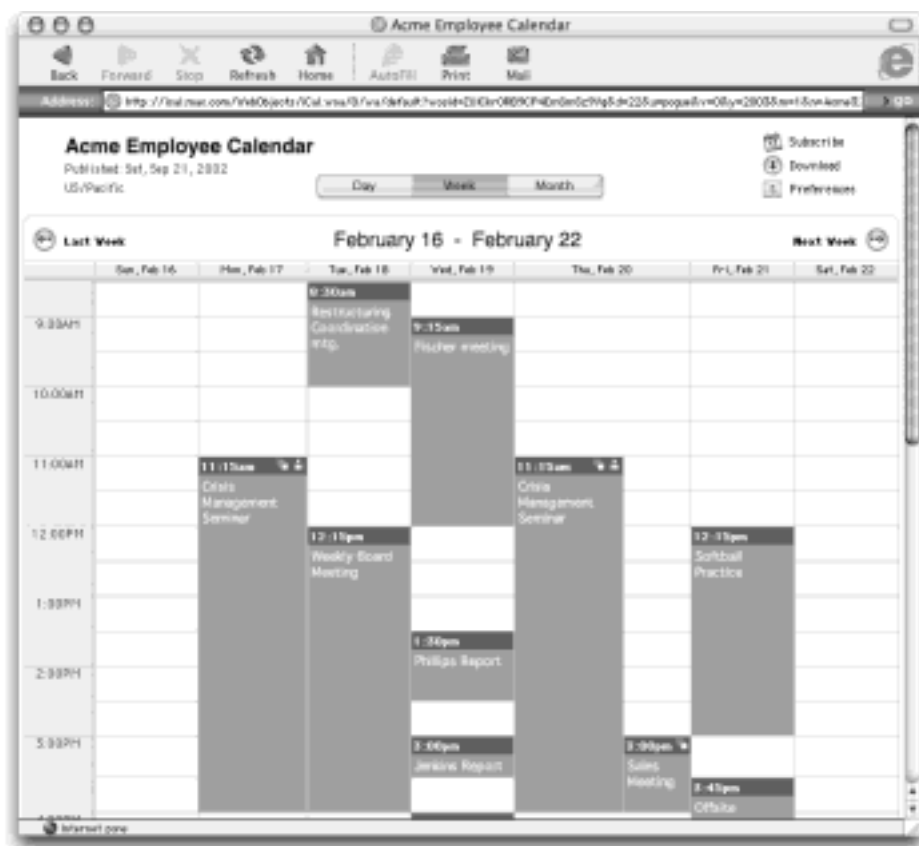 Acme Employee Calendar
Back Forward Stop Refresh Home AutoFill Print Mail
Address:
go
Acme Employee Calendar
Published: Sat, Sep 21, 2002
US/Pacific
Day Week Month
Subscribe
Download
Preferences
Last Week February 16 - February 22 Next Week
Sun, Feb 16 Mon, Feb 17 Tue, Feb 18 Wed, Feb 19 Thu, Feb 20 Fri, Feb 21 Sat, Feb 22
8:30am
Restructuring
Coordination
mtg.
9:00AM
9:15am
Fischer meeting
10:00AM
11:00AM
11:15am
Crisis
Management
Seminar
11:15am
Crisis
Management
Seminar
12:00PM
12:15pm
Weekly Board
Meeting
12:15pm
Softball
Practice
1:00PM
1:30pm
Phillips Report
2:00PM
3:00PM
3:00pm
Jenkins Report
3:00pm
Sales
Meeting
3:45pm
Offsite
Internet zone